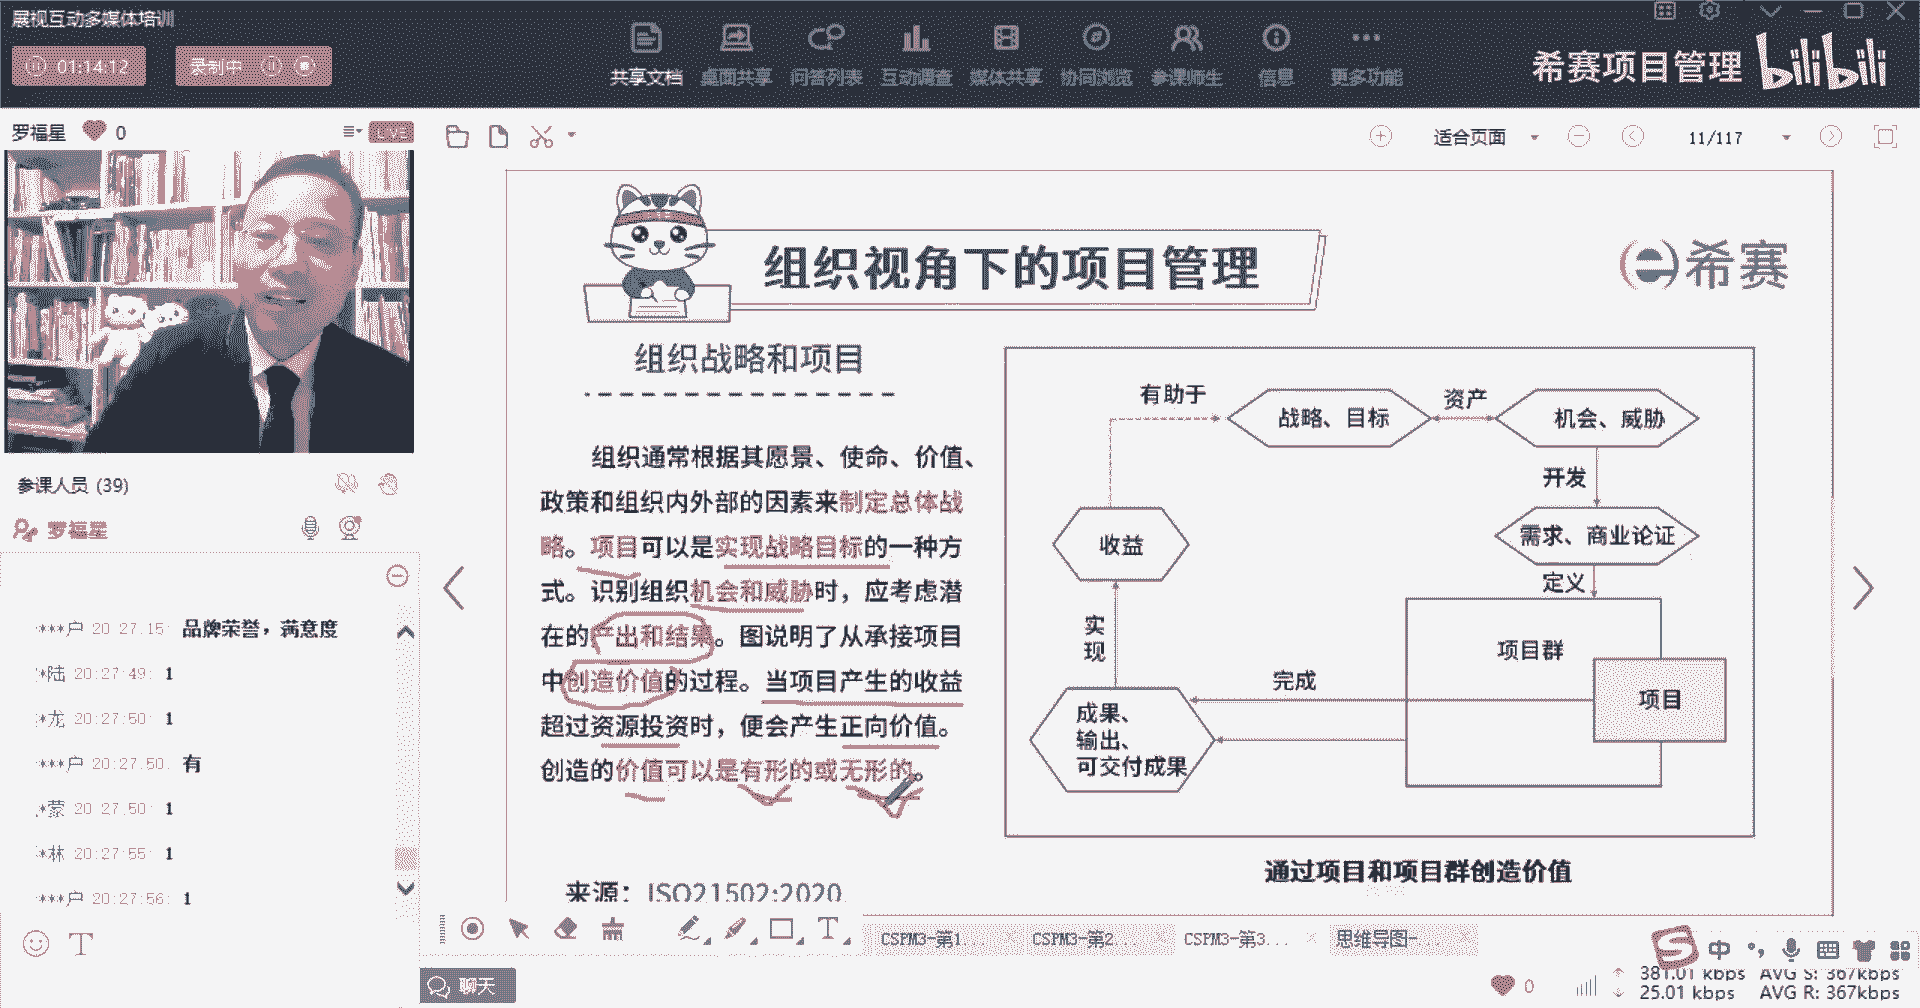 展视互动多媒体培训
01:14:12
录制中
共享文档 桌面共享 问答列表 互动调查 媒体共享 协同浏览 参课师生 信息 更多功能
希赛项目管理 bilibili
罗福星 0
LIVE
适合页面
11/117
组织视角下的项目管理
希赛
组织战略和项目
组织通常根据其愿景、使命、价值、
政策和组织内外部的因素来制定总体战
略。项目可以是实现战略目标的一种方
式。识别组织机会和威胁时，应考虑潜
在的产出和结果。图说明了从承接项目
中创造价值的过程。当项目产生的收益
超过资源投资时，便会产生正向价值。
创造的价值可以是有形的或无形的。
来源：ISO21502:2020
有助于
战略、目标
资产
机会、威胁
开发
需求、商业论证
定义
收益
项目群
实
现
完成
项目
成果、
输出、
可交付成果
通过项目和项目群创造价值
参课人员 (39)
罗福星
***户 20:27:15: 品牌荣誉，满意度
*陆 20:27:49: 1
*龙 20:27:50: 1
***户 20:27:50: 有
*蒙 20:27:50: 1
*林 20:27:55: 1
***户 20:27:56: 1
T
T
CSPM3-第1...
CSPM3-第2...
CSPM3-第3...
思维导图-...
聊天
S 中
0
381.01 kbps AVG S: 367kbps
25.01 kbps AVG R: 367kbps